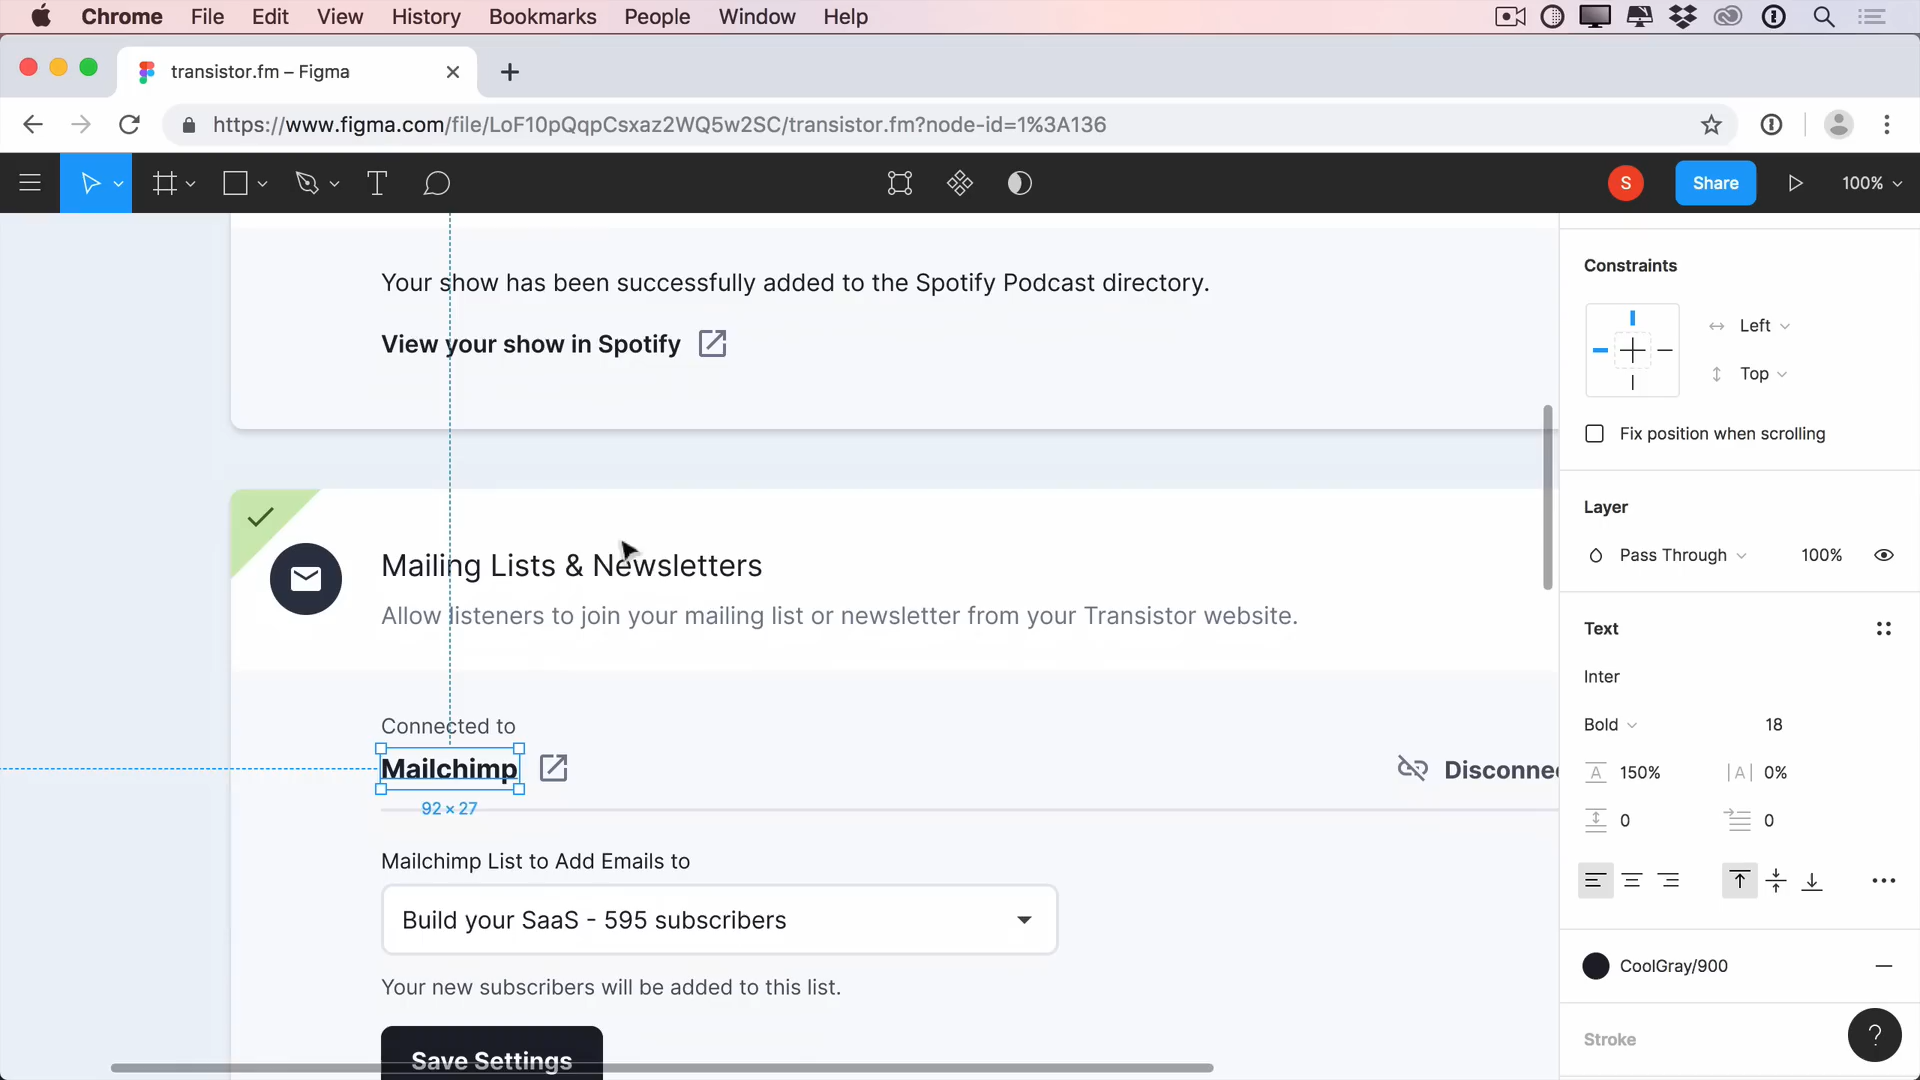 Chrome File Edit View History Bookmarks People Window Help
transistor.fm – Figma
https://www.figma.com/file/LoF10pQqpCsxaz2WQ5w2SC/transistor.fm?node-id=1%3A136
S Share 100%
Your show has been successfully added to the Spotify Podcast directory.
View your show in Spotify
Mailing Lists & Newsletters
Allow listeners to join your mailing list or newsletter from your Transistor website.
Connected to
Mailchimp
Disconnec
92 × 27
Mailchimp List to Add Emails to
Build your SaaS - 595 subscribers
Your new subscribers will be added to this list.
Save Settings
Constraints
Left
Top
Fix position when scrolling
Layer
Pass Through 100%
Text
Inter
Bold 18
A 150% |A| 0%
0 0
CoolGray/900
Stroke
?